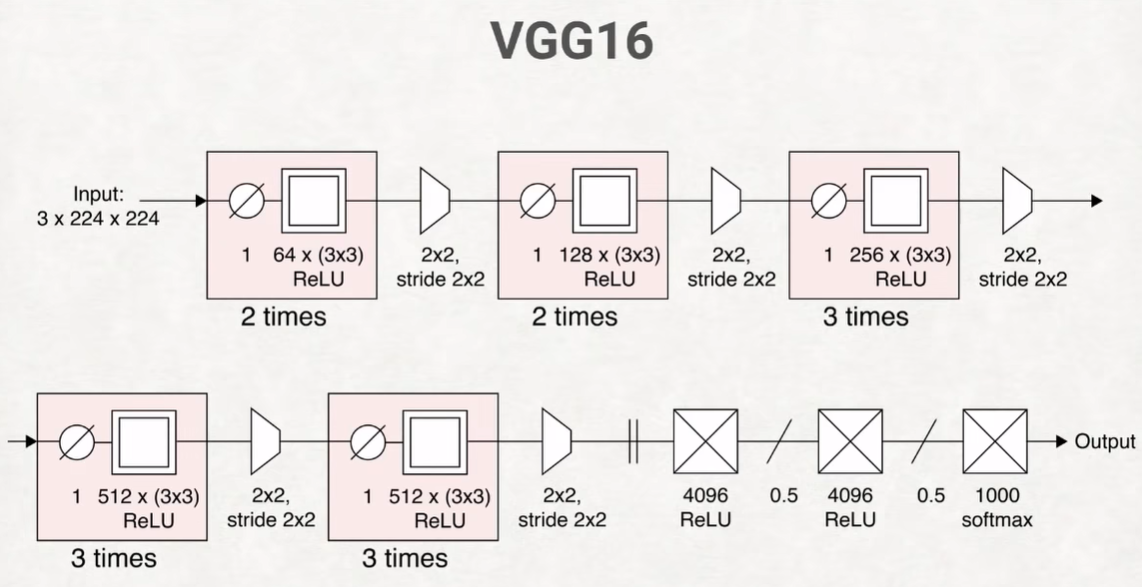 VGG16
Input:
3 x 224 x 224
1 64 x (3x3)
ReLU
2 times
2x2,
stride 2x2
1 128 x (3x3)
ReLU
2 times
2x2,
stride 2x2
1 256 x (3x3)
ReLU
3 times
2x2,
stride 2x2
1 512 x (3x3)
ReLU
3 times
2x2,
stride 2x2
1 512 x (3x3)
ReLU
3 times
2x2,
stride 2x2
4096
ReLU
0.5
4096
ReLU
0.5
1000
softmax
Output